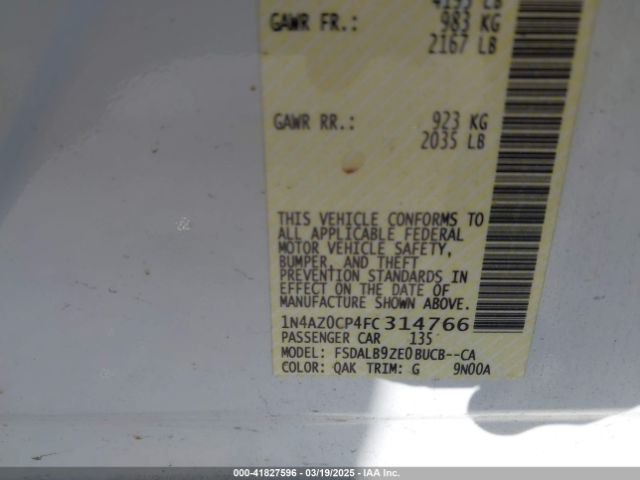 4193 LB
GAWR FR.: 983 KG
2167 LB
GAWR RR.: 923 KG
2035 LB
THIS VEHICLE CONFORMS TO
ALL APPLICABLE FEDERAL
MOTOR VEHICLE SAFETY,
BUMPER, AND THEFT
PREVENTION STANDARDS IN
EFFECT ON THE DATE OF
MANUFACTURE SHOWN ABOVE.
1N4AZ0CP4FC314766
PASSENGER CAR 135
MODEL: FSDALB9ZE0BUCB--CA
COLOR: QAK TRIM: G 9N00A
000-41827596 - 03/19/2025 - IAA Inc.